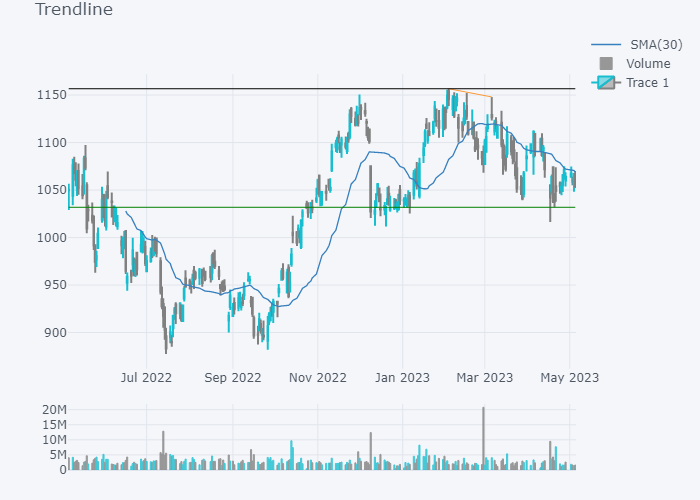 Trendline
SMA(30)
Volume
Trace 1
1150
1100
1050
1000
950
900
Jul 2022 Sep 2022 Nov 2022 Jan 2023 Mar 2023 May 2023
20M
15M
10M
5M
0